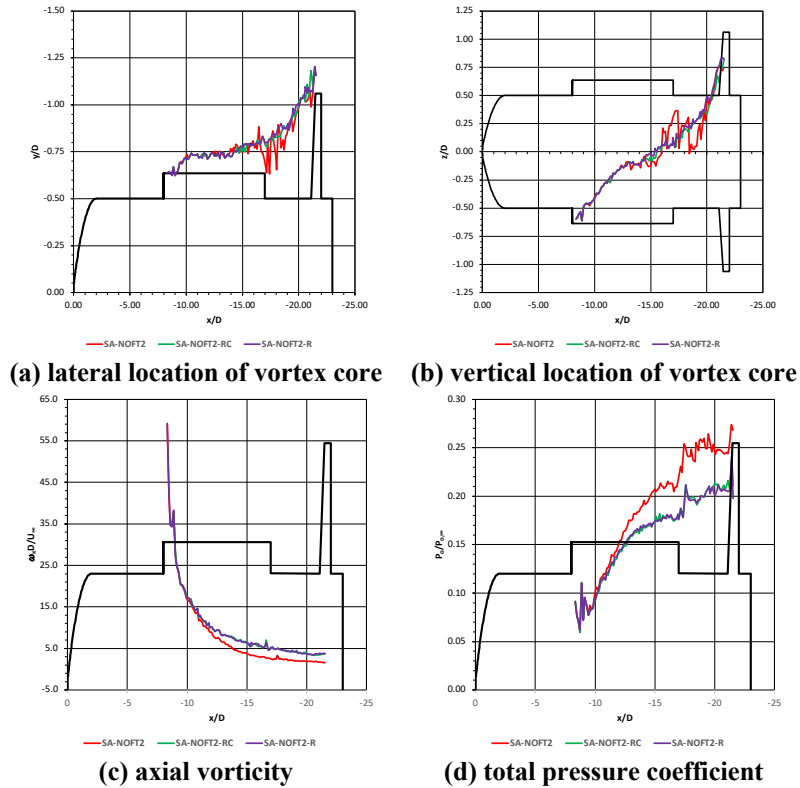 -1.50
-1.25
-1.00
-0.75
-0.50
-0.25
0.00
y/D
0.00 -5.00 -10.00 -15.00 -20.00 -25.00
x/D
SA-NOFT2 SA-NOFT2-RC SA-NOFT2-R
(a) lateral location of vortex core
1.25
1.00
0.75
0.50
0.25
0.00
-0.25
-0.50
-0.75
-1.00
-1.25
z/D
0.00 -5.00 -10.00 -15.00 -20.00 -25.00
x/D
SA-NOFT2 SA-NOFT2-RC SA-NOFT2-R
(b) vertical location of vortex core
65.0
55.0
45.0
35.0
25.0
15.0
5.0
-5.0
ωₓD/U∞
0 -5 -10 -15 -20 -25
x/D
SA-NOFT2 SA-NOFT2-RC SA-NOFT2-R
(c) axial vorticity
0.30
0.25
0.20
0.15
0.10
0.05
0.00
Pₒ/Pₒ,∞
0 -5 -10 -15 -20 -25
x/D
SA-NOFT2 SA-NOFT2-RC SA-NOFT2-R
(d) total pressure coefficient